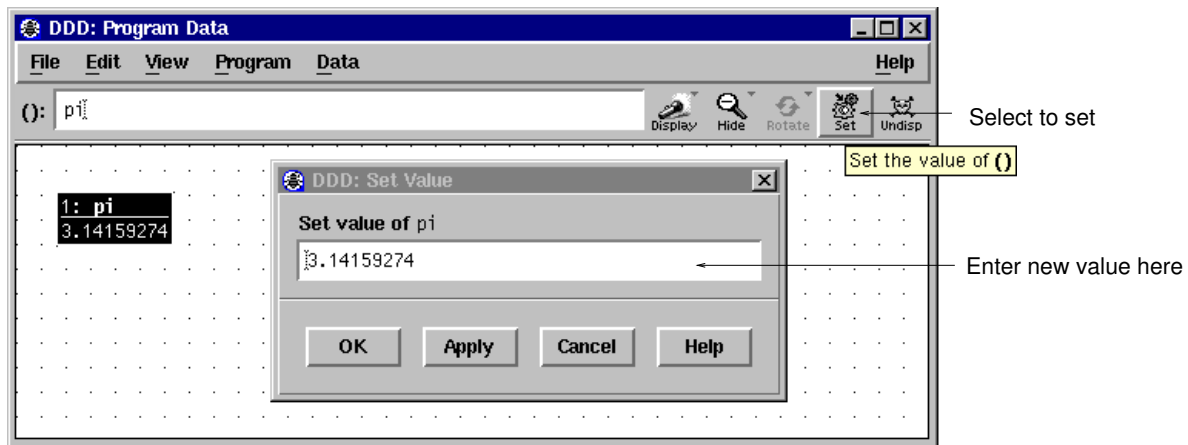 DDD: Program Data
File Edit View Program Data Help
(): pi
Display Hide Rotate Set Undisp
Select to set
Set the value of ()
DDD: Set Value
1: pi
3.14159274
Set value of pi
3.14159274
Enter new value here
OK Apply Cancel Help